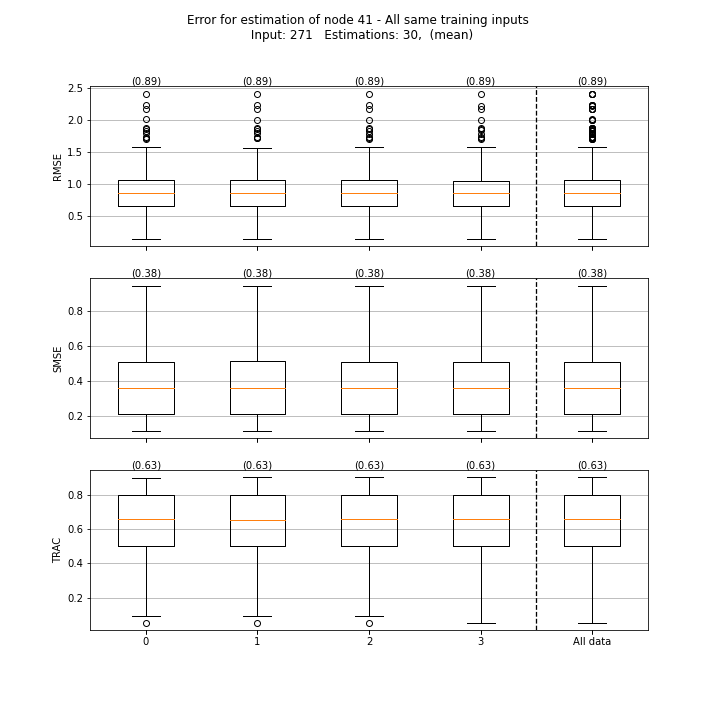 Error for estimation of node 41 - All same training inputs
Input: 271   Estimations: 30,  (mean)
(0.89) (0.89) (0.89) (0.89) (0.89)
2.5
2.0
1.5
1.0
0.5
RMSE
(0.38) (0.38) (0.38) (0.38) (0.38)
0.8
0.6
0.4
0.2
SMSE
(0.63) (0.63) (0.63) (0.63) (0.63)
0.8
0.6
0.4
0.2
TRAC
0 1 2 3 All data